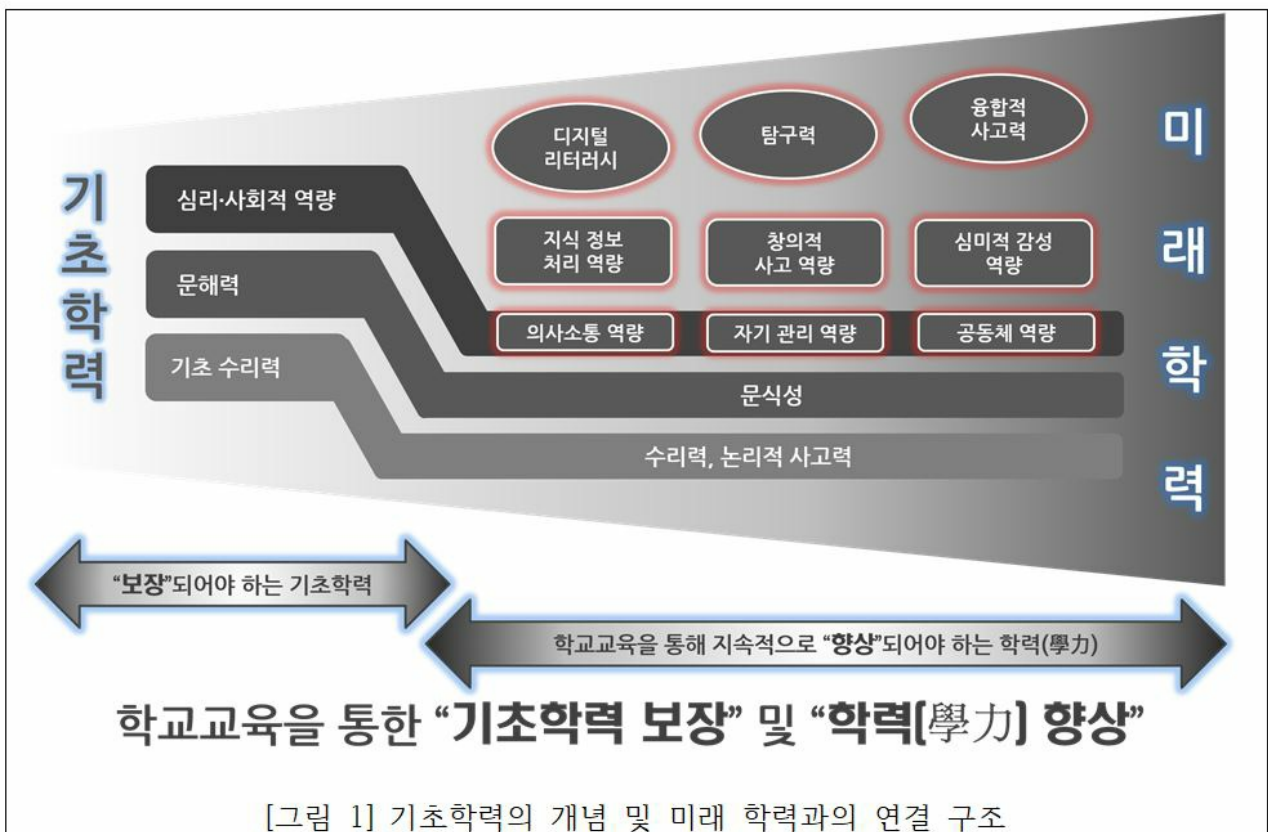 기초학력
미래학력
디지털
리터러시
탐구력
융합적
사고력
심리·사회적 역량
지식 정보
처리 역량
창의적
사고 역량
심미적 감성
역량
문해력
의사소통 역량
자기 관리 역량
공동체 역량
기초 수리력
문식성
수리력, 논리적 사고력
“보장”되어야 하는 기초학력
학교교육을 통해 지속적으로 “향상”되어야 하는 학력(學力)
학교교육을 통한 “기초학력 보장” 및 “학력(學力) 향상”
[그림 1] 기초학력의 개념 및 미래 학력과의 연결 구조